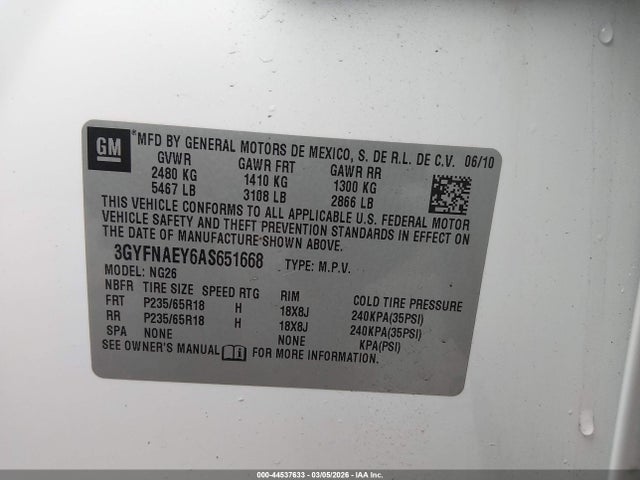 GM
*MFD BY GENERAL MOTORS DE MEXICO, S. DE R.L. DE C.V. 06/10
GVWR GAWR FRT GAWR RR
2480 KG 1410 KG 1300 KG
5467 LB 3108 LB 2866 LB
THIS VEHICLE CONFORMS TO ALL APPLICABLE U.S. FEDERAL MOTOR
VEHICLE SAFETY AND THEFT PREVENTION STANDARDS IN EFFECT ON
THE DATE OF MANUFACTURE SHOWN ABOVE.
3GYFNAEY6AS651668 TYPE: M.P.V.
MODEL: NG26
NBFR TIRE SIZE SPEED RTG RIM COLD TIRE PRESSURE
FRT P235/65R18 H 18X8J 240KPA(35PSI)
RR P235/65R18 H 18X8J 240KPA(35PSI)
SPA NONE NONE KPA(PSI)
SEE OWNER'S MANUAL FOR MORE INFORMATION.
000-44537633 - 03/05/2026 - IAAI.COM